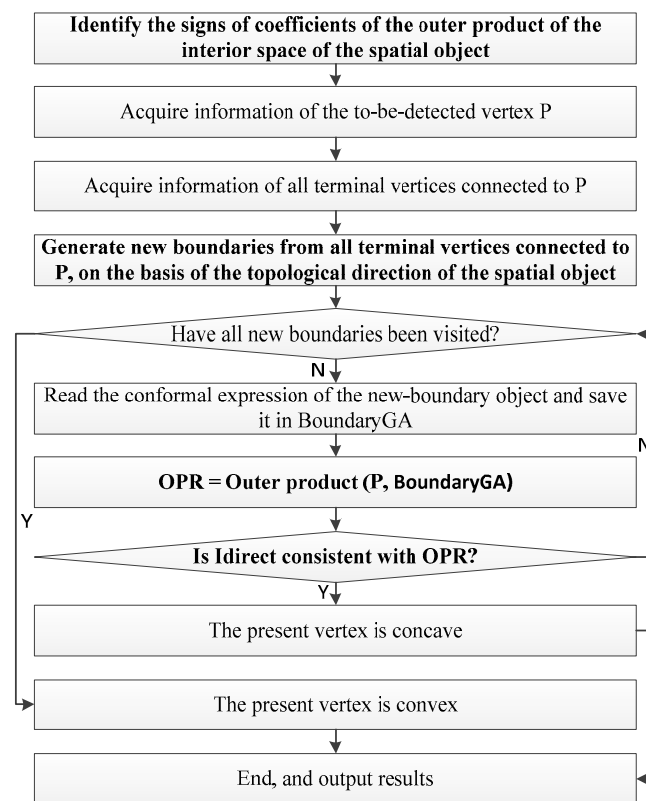 Identify the signs of coefficients of the outer product of the
interior space of the spatial object
Acquire information of the to-be-detected vertex P
Acquire information of all terminal vertices connected to P
Generate new boundaries from all terminal vertices connected to
P, on the basis of the topological direction of the spatial object
Have all new boundaries been visited?
N
Read the conformal expression of the new-boundary object and save
it in BoundaryGA
N
OPR = Outer product (P, BoundaryGA)
Y
Is Idirect consistent with OPR?
Y
The present vertex is concave
The present vertex is convex
End, and output results